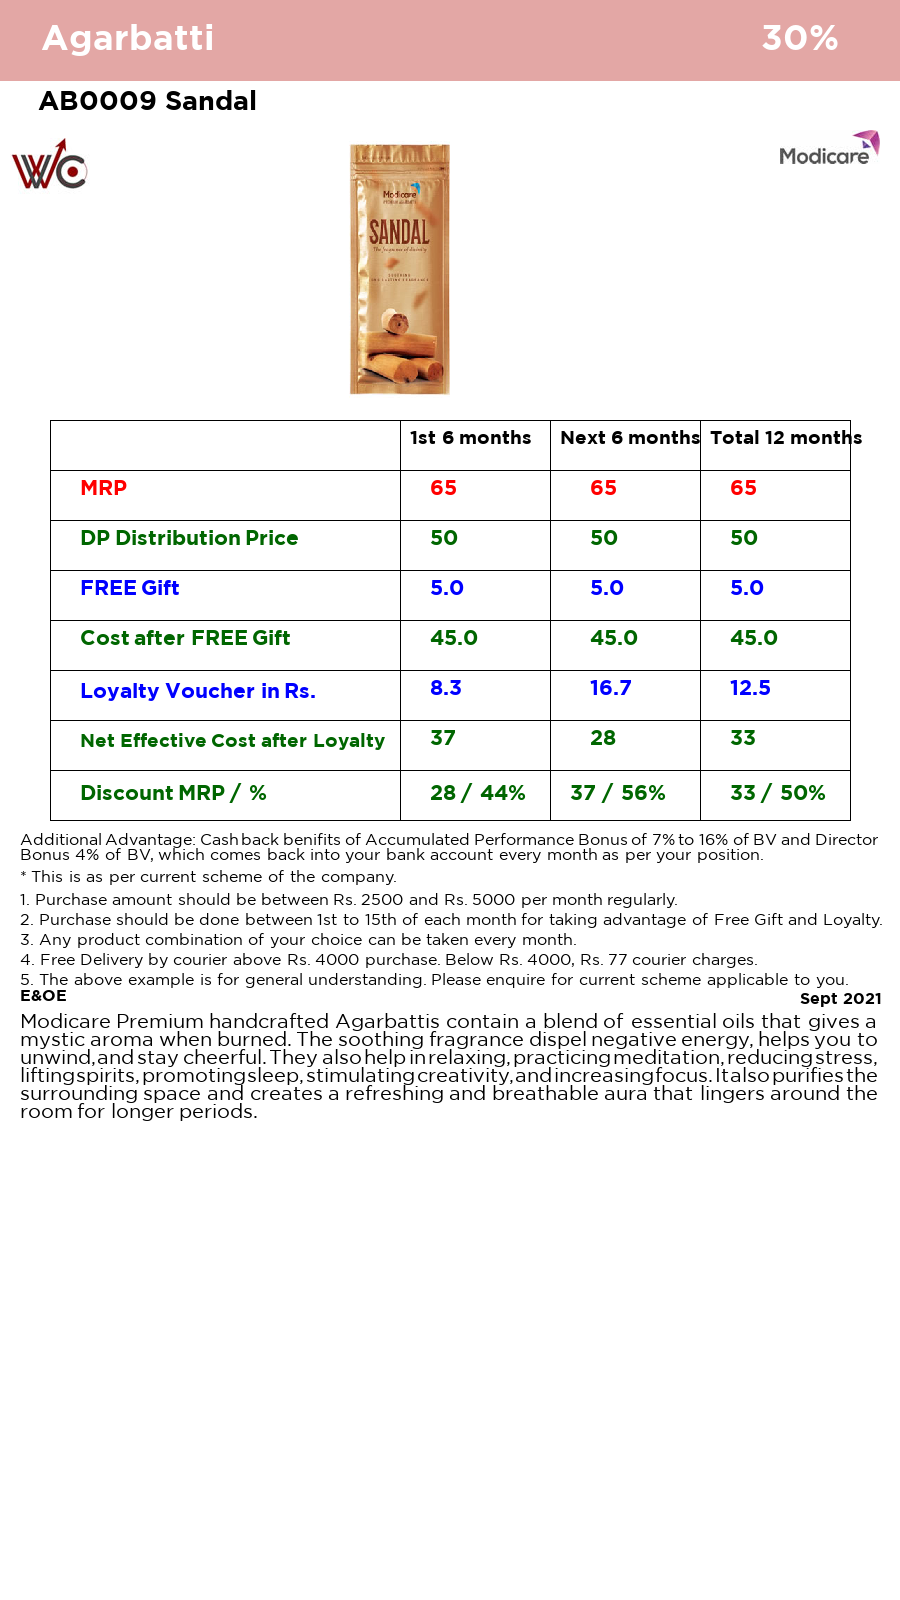 Agarbatti 30%
AB0009 Sandal
WC
Modicare
Modicare
SANDAL
1st 6 months Next 6 months Total 12 months
MRP 65 65 65
DP Distribution Price 50 50 50
FREE Gift 5.0 5.0 5.0
Cost after FREE Gift 45.0 45.0 45.0
Loyalty Voucher in Rs. 8.3 16.7 12.5
Net Effective Cost after Loyalty 37 28 33
Discount MRP / % 28 / 44% 37 / 56% 33 / 50%
Additional Advantage: Cashback benifits of Accumulated Performance Bonus of 7% to 16% of BV and Director
Bonus 4% of BV, which comes back into your bank account every month as per your position.
* This is as per current scheme of the company.
1. Purchase amount should be between Rs. 2500 and Rs. 5000 per month regularly.
2. Purchase should be done between 1st to 15th of each month for taking advantage of Free Gift and Loyalty.
3. Any product combination of your choice can be taken every month.
4. Free Delivery by courier above Rs. 4000 purchase. Below Rs. 4000, Rs. 77 courier charges.
5. The above example is for general understanding. Please enquire for current scheme applicable to you.
E&OE Sept 2021
Modicare Premium handcrafted Agarbattis contain a blend of essential oils that gives a
mystic aroma when burned. The soothing fragrance dispel negative energy, helps you to
unwind, and stay cheerful. They also help in relaxing, practicing meditation, reducing stress,
lifting spirits, promoting sleep, stimulating creativity, and increasing focus. It also purifies the
surrounding space and creates a refreshing and breathable aura that lingers around the
room for longer periods.